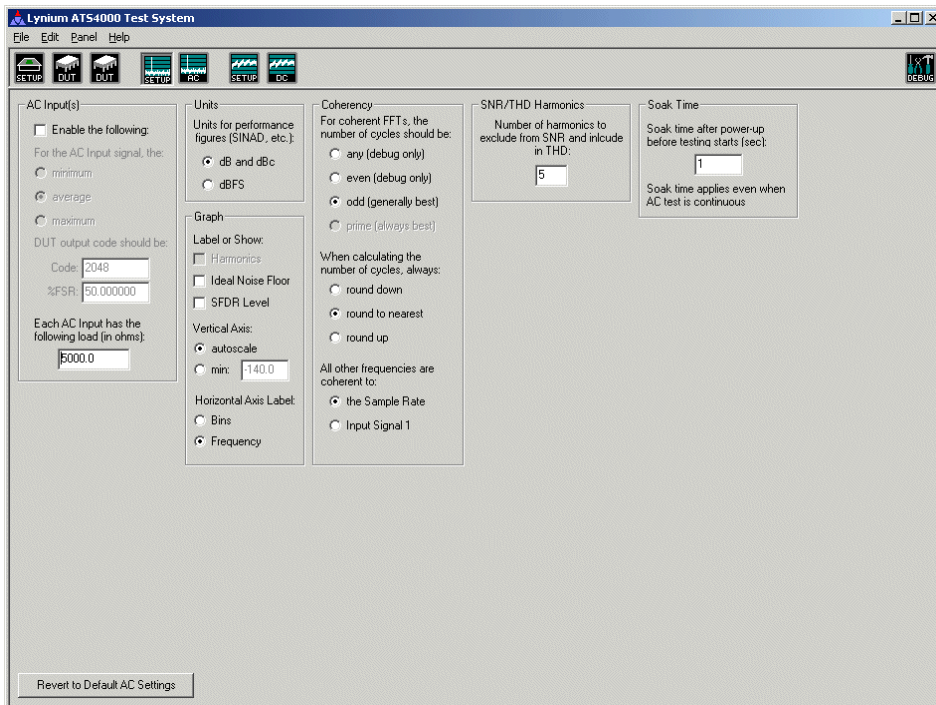 Lynium ATS4000 Test System
File Edit Panel Help
SETUP DUT DUT SETUP AC SETUP DC DEBUG
AC Input(s)
Enable the following:
For the AC Input signal, the:
minimum
average
maximum
DUT output code should be:
Code: 2048
%FSR: 50.000000
Each AC Input has the
following load (in ohms):
5000.0
Units
Units for performance
figures (SINAD, etc.):
dB and dBc
dBFS
Graph
Label or Show:
Harmonics
Ideal Noise Floor
SFDR Level
Vertical Axis:
autoscale
min: -140.0
Horizontal Axis Label:
Bins
Frequency
Coherency
For coherent FFTs, the
number of cycles should be:
any (debug only)
even (debug only)
odd (generally best)
prime (always best)
When calculating the
number of cycles, always:
round down
round to nearest
round up
All other frequencies are
coherent to:
the Sample Rate
Input Signal 1
SNR/THD Harmonics
Number of harmonics to
exclude from SNR and inlcude
in THD:
5
Soak Time
Soak time after power-up
before testing starts (sec):
1
Soak time applies even when
AC test is continuous
Revert to Default AC Settings